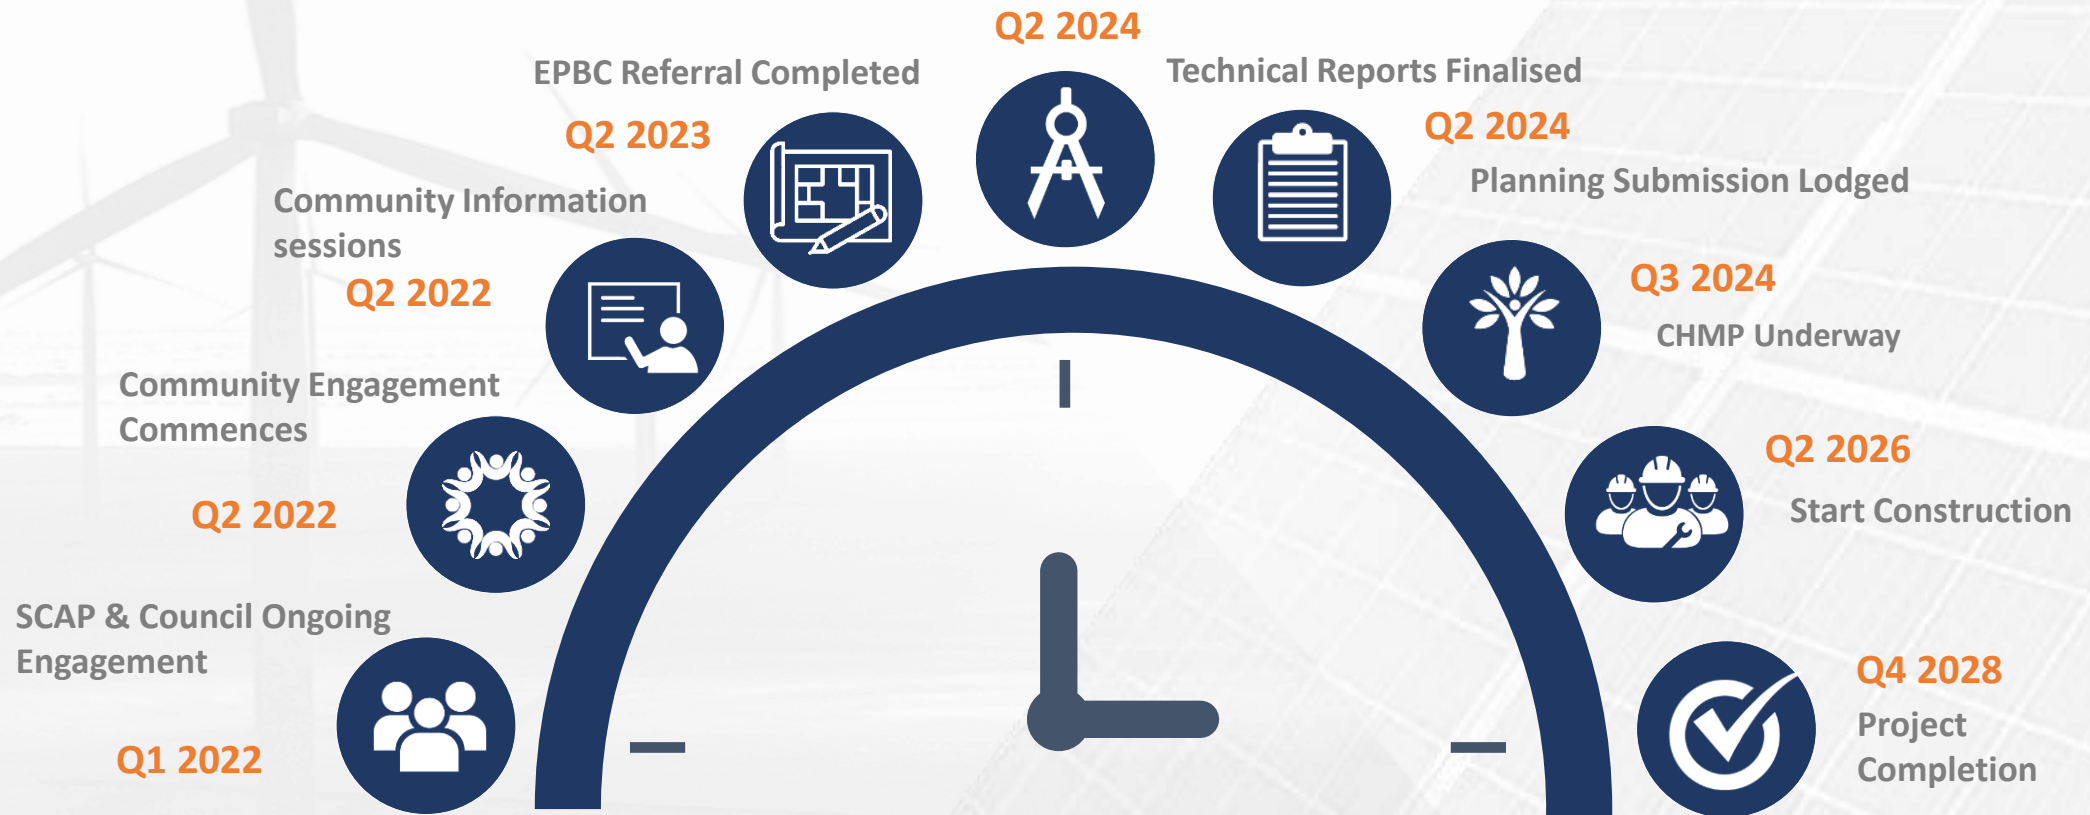 SCAP & Council Ongoing
Engagement
Q1 2022
Community Engagement
Commences
Q2 2022
Community Information
sessions
Q2 2022
EPBC Referral Completed
Q2 2023
Q2 2024
Technical Reports Finalised
Q2 2024
Planning Submission Lodged
Q3 2024
CHMP Underway
Q2 2026
Start Construction
Q4 2028
Project
Completion